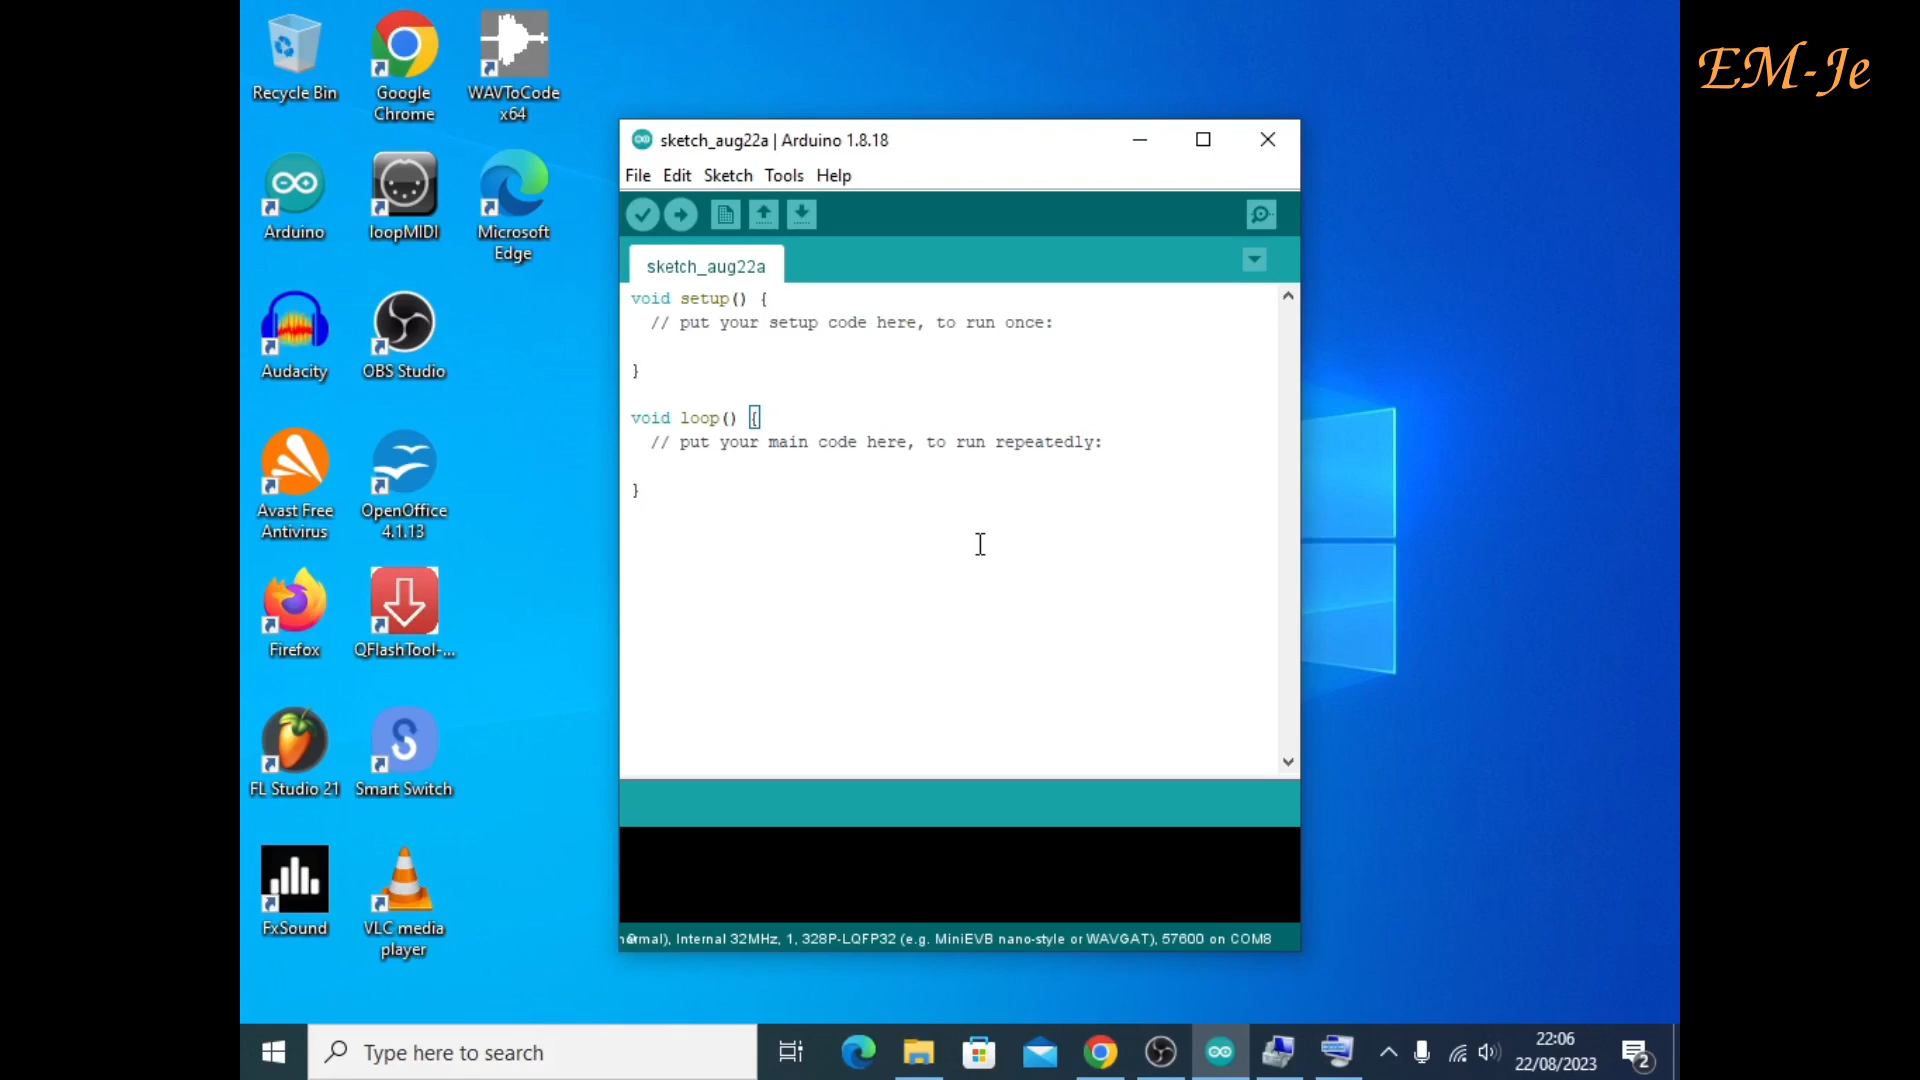 EM-Je
Recycle Bin
Google
Chrome
WAVToCode
x64
Arduino
loopMIDI
Microsoft
Edge
Audacity
OBS Studio
Avast Free
Antivirus
OpenOffice
4.1.13
Firefox
QFlashTool-...
FL Studio 21
Smart Switch
FxSound
VLC media
player
sketch_aug22a | Arduino 1.8.18
File Edit Sketch Tools Help
sketch_aug22a
void setup() {
// put your setup code here, to run once:
}
void loop() {
// put your main code here, to run repeatedly:
}
Internal 32MHz, 1, 328P-LQFP32 (e.g. MiniEVB nano-style or WAVGAT), 57600 on COM8
Type here to search
22:06
22/08/2023
2